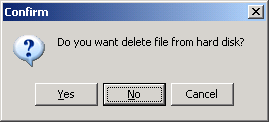 Confirm
Do you want delete file from hard disk?
Yes No Cancel